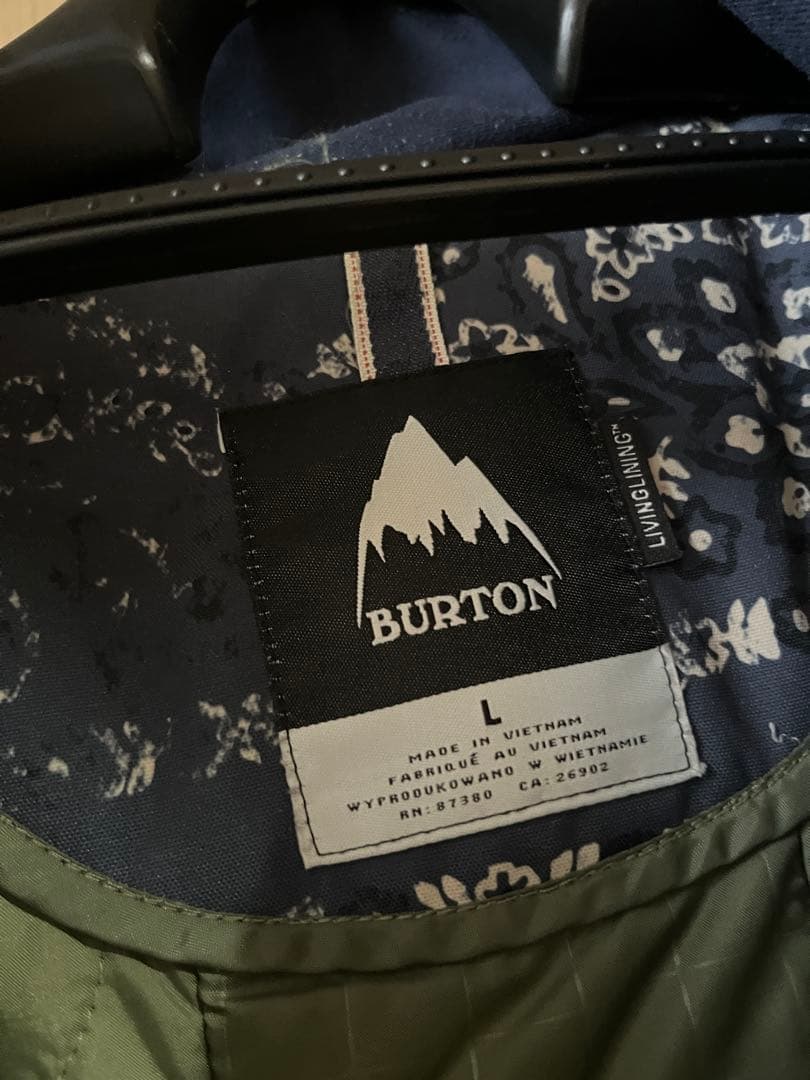 BURTON
LIVINGLINING™
L
MADE IN VIETNAM
FABRIQUÉ AU VIETNAM
WYPRODUKOWANO W WIETNAMIE
RN:87380 CA:26902